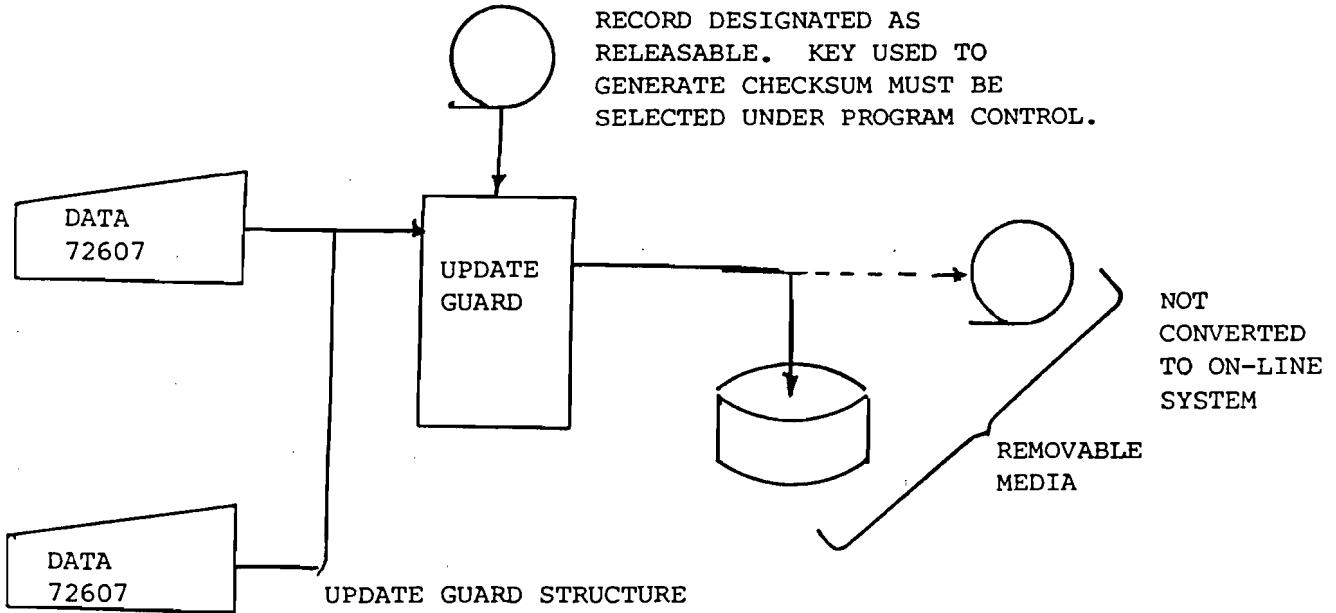 RECORD DESIGNATED AS
RELEASABLE. KEY USED TO
GENERATE CHECKSUM MUST BE
SELECTED UNDER PROGRAM CONTROL.
DATA
72607
UPDATE
GUARD
NOT
CONVERTED
TO ON-LINE
SYSTEM
REMOVABLE
MEDIA
DATA
72607
UPDATE GUARD STRUCTURE